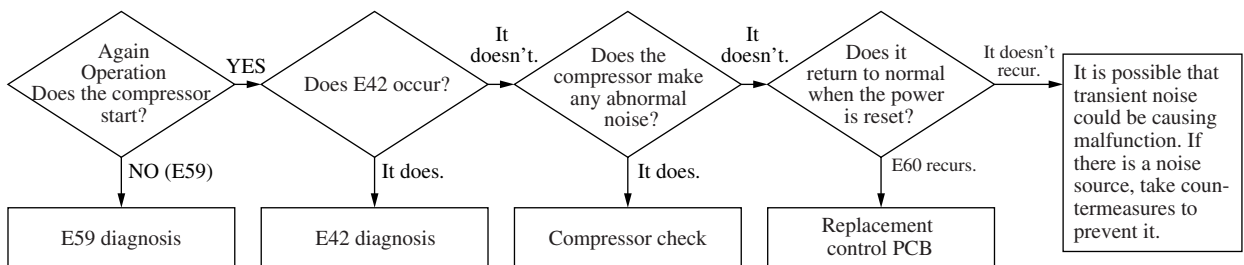 Again
Operation
Does the compressor
start?
YES
NO (E59)
E59 diagnosis
Does E42 occur?
It
doesn't.
It does.
E42 diagnosis
Does the
compressor make
any abnormal
noise?
It
doesn't.
It does.
Compressor check
Does it
return to normal
when the power
is reset?
It doesn't
recur.
E60 recurs.
Replacement
control PCB
It is possible that
transient noise
could be causing
malfunction. If
there is a noise
source, take coun-
termeasures to
prevent it.